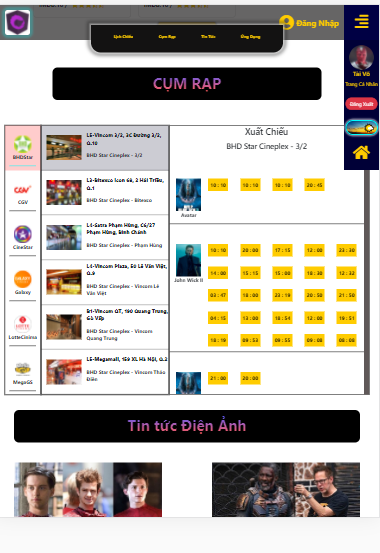 Đăng Nhập
Lịch Chiếu
Cụm Rạp
Tin Tức
Ứng Dụng
Tài Võ
Trang Cá Nhân
Đăng Xuất
CỤM RẠP
BHDStar
CGV
CineStar
Galaxy
LotteCinima
MegaGS
L5-Vincom 3/2, 3C Đường 3/2, Q.10
BHD Star Cineplex - 3/2
L3-Bitexco Icon 68, 2 Hải Triều, Q.1
BHD Star Cineplex - Bitexco
L4-Satra Phạm Hùng, C6/27 Phạm Hùng, Bình Chánh
BHD Star Cineplex - Phạm Hùng
L4-Vincom Plaza, 50 Lê Văn Việt, Q.9
BHD Star Cineplex - Vincom Lê Văn Việt
B1-Vincom QT, 190 Quang Trung, Gò Vấp
BHD Star Cineplex - Vincom Quang Trung
L5-Megamall, 159 XL Hà Nội, Q.2
BHD Star Cineplex - Vincom Thảo Điền
Xuất Chiếu
BHD Star Cineplex - 3/2
Avatar
10 : 10 10 : 10 10 : 10 20 : 45
John Wick II
10 : 10 20 : 00 17 : 15 12 : 00 23 : 30
14 : 00 15 : 15 15 : 00 18 : 30 12 : 32
03 : 47 18 : 00 23 : 19 20 : 50 21 : 50
04 : 15 13 : 00 18 : 54 12 : 00 19 : 51
16 : 19 09 : 53 09 : 55 09 : 08 08 : 08
21 : 00 20 : 00
Tin tức Điện Ảnh